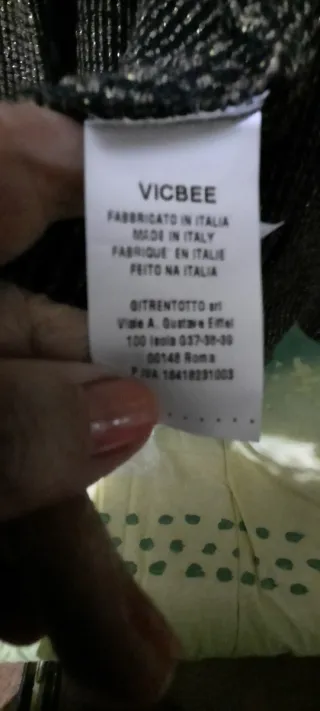 VICBEE
FABBRICATO IN ITALIA
MADE IN ITALY
FABRIQUÉ EN ITALIE
FEITO NA ITALIA
GITRENTOTTO srl
Viale A. Gustave Eiffel
100 Isola G37-38-39
00148 Roma
P.IVA 16418231003